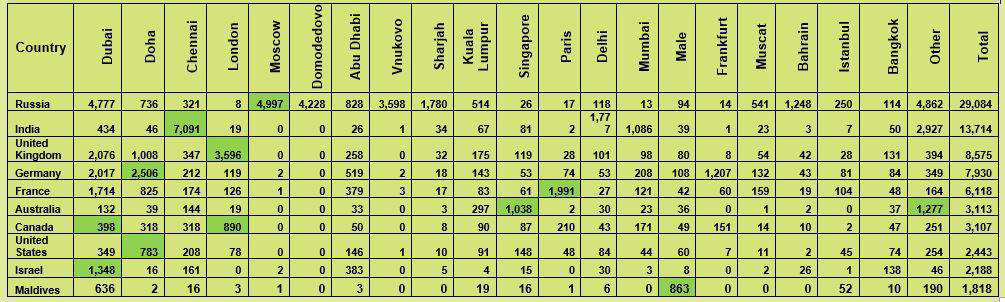 Country Dubai Doha Chennai London Moscow Domodedovo Abu Dhabi Vnukovo Sharjah Kuala Lumpur Singapore Paris Delhi Mumbai Male Frankfurt Muscat Bahrain Istanbul Bangkok Other Total
Russia 4,777 736 321 8 4,997 4,228 828 3,598 1,780 514 26 17 118 13 94 14 541 1,248 250 114 4,862 29,084
India 434 46 7,091 19 0 0 26 1 34 67 81 2 1,777 1,086 39 1 23 3 7 50 2,927 13,714
United Kingdom 2,076 1,008 347 3,596 0 0 258 0 32 175 119 28 101 98 80 8 54 42 28 131 394 8,575
Germany 2,017 2,506 212 119 2 0 519 2 18 143 53 74 53 208 108 1,207 132 43 81 84 349 7,930
France 1,714 825 174 126 1 0 379 3 17 83 61 1,991 27 121 42 60 159 19 104 48 164 6,118
Australia 132 39 144 19 0 0 33 0 3 297 1,038 2 30 23 36 0 1 2 0 37 1,277 3,113
Canada 398 318 318 890 0 0 50 0 8 90 87 210 43 171 49 151 14 10 2 47 251 3,107
United States 349 783 208 78 0 0 146 1 10 91 148 48 84 44 60 7 11 2 45 74 254 2,443
Israel 1,348 16 161 0 2 0 383 0 5 4 15 0 30 3 8 0 2 26 1 138 46 2,188
Maldives 636 2 16 3 1 0 3 0 0 19 16 1 6 0 863 0 0 0 52 10 190 1,818